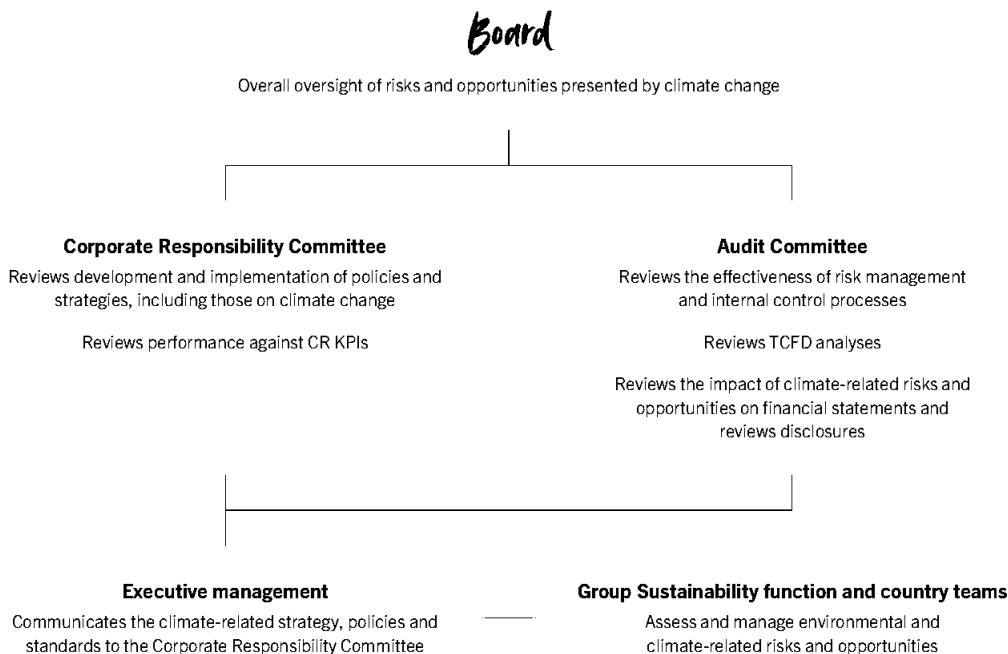 Board
Overall oversight of risks and opportunities presented by climate change
Corporate Responsibility Committee
Reviews development and implementation of policies and
strategies, including those on climate change
Reviews performance against CR KPIs
Audit Committee
Reviews the effectiveness of risk management
and internal control processes
Reviews TCFD analyses
Reviews the impact of climate-related risks and
opportunities on financial statements and
reviews disclosures
Executive management
Communicates the climate-related strategy, policies and
standards to the Corporate Responsibility Committee
Group Sustainability function and country teams
Assess and manage environmental and
climate-related risks and opportunities